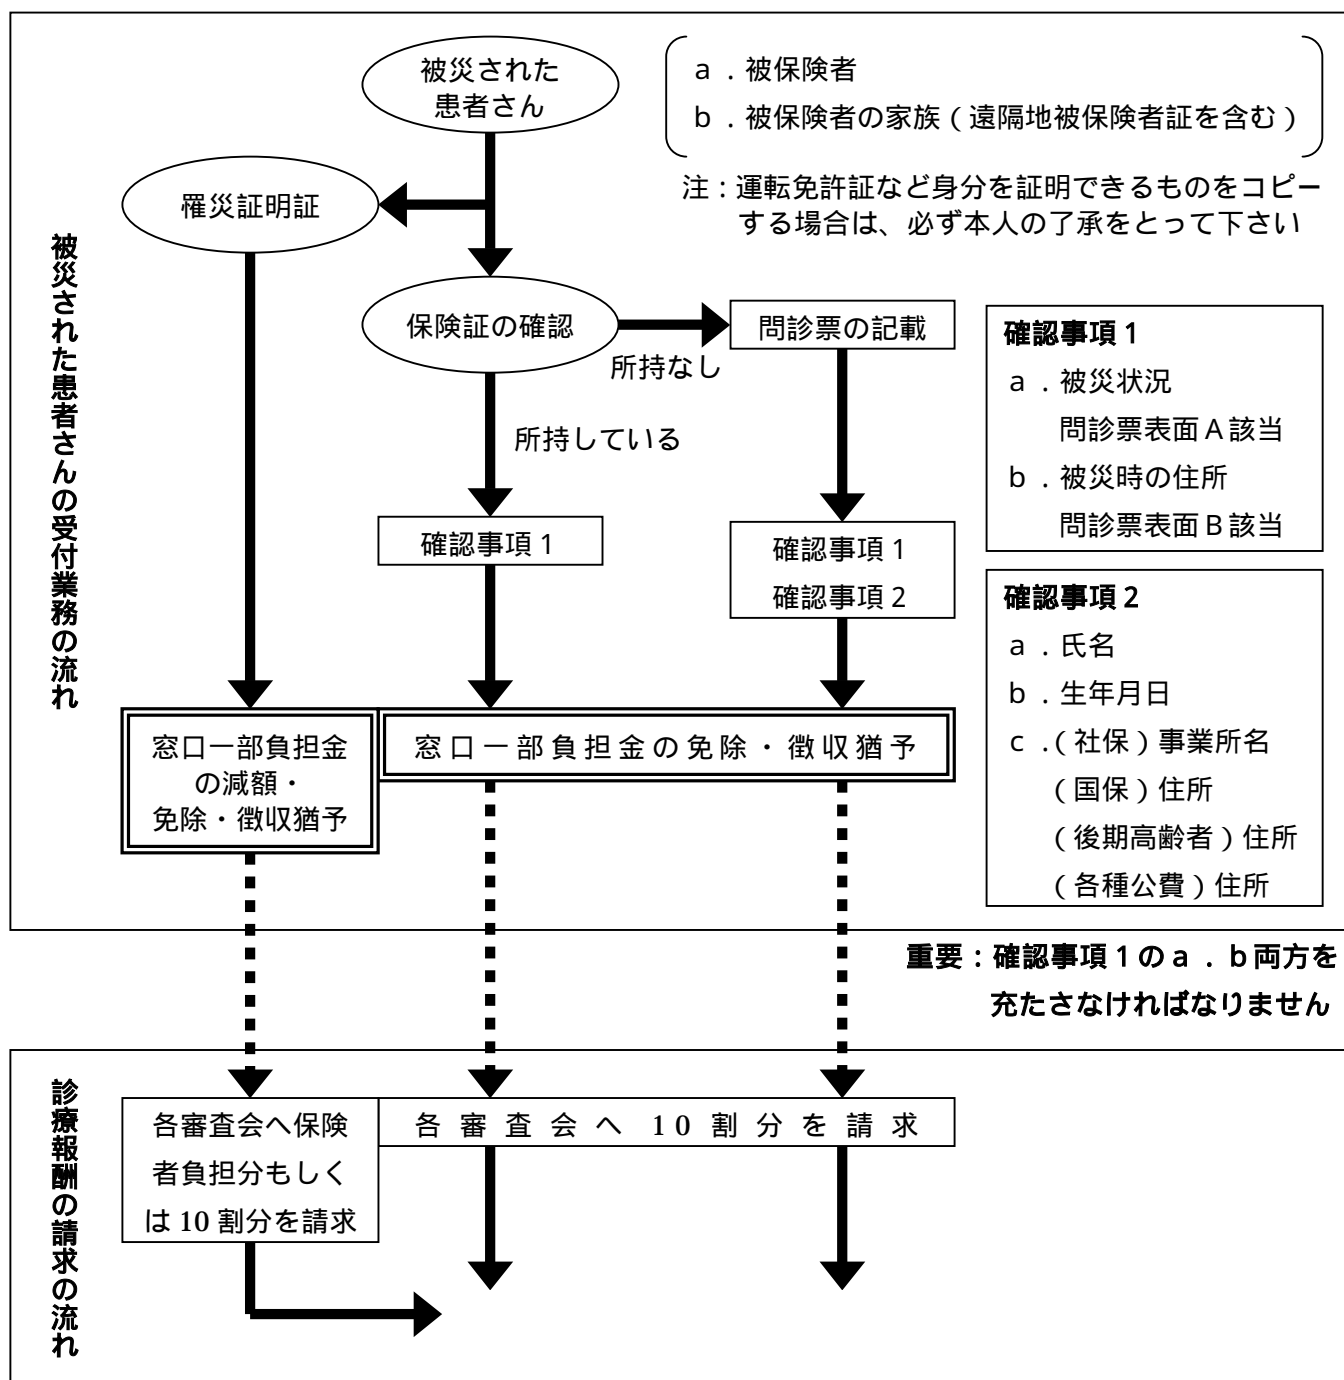 被災された患者さんの受付業務の流れ
被災された
患者さん
a．被保険者
b．被保険者の家族（遠隔地被保険者証を含む）
注：運転免許証など身分を証明できるものをコピー
する場合は、必ず本人の了承をとって下さい
罹災証明証
保険証の確認
所持なし
問診票の記載
所持している
確認事項1
確認事項1
確認事項2
確認事項1
a．被災状況
問診票表面A該当
b．被災時の住所
問診票表面B該当
確認事項2
a．氏名
b．生年月日
c．（社保）事業所名
（国保）住所
（後期高齢者）住所
（各種公費）住所
窓口一部負担金
の減額・
免除・徴収猶予
窓口一部負担金の免除・徴収猶予
重要：確認事項1のa．b両方を
充たさなければなりません
診療報酬の請求の流れ
各審査会へ保険
者負担分もしく
は10割分を請求
各審査会へ10割分を請求